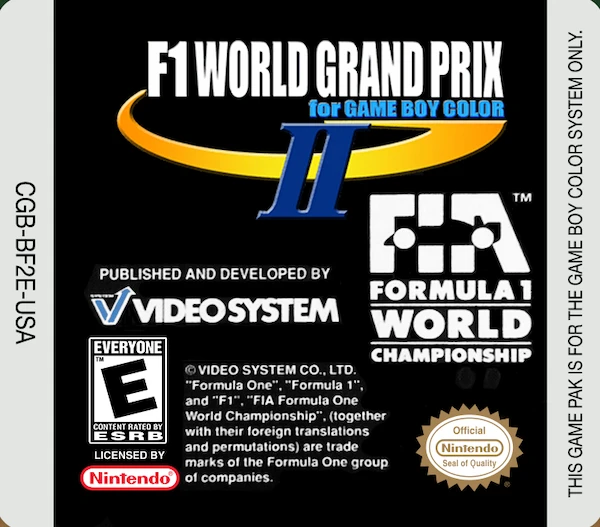 F1 WORLD GRAND PRIX
for GAME BOY COLOR
II
CGB-BF2E-USA
THIS GAME PAK IS FOR THE GAME BOY COLOR SYSTEM ONLY.
FIA™
FORMULA 1
WORLD
CHAMPIONSHIP
PUBLISHED AND DEVELOPED BY
VIDEO SYSTEM
EVERYONE
TM
E
CONTENT RATED BY
ESRB
LICENSED BY
Nintendo®
© VIDEO SYSTEM CO., LTD.
"Formula One", "Formula 1",
and "F1", "FIA Formula One
World Championship", (together
with their foreign translations
and permutations) are trade
marks of the Formula One group
of companies.
Official
Nintendo
Seal of Quality
®